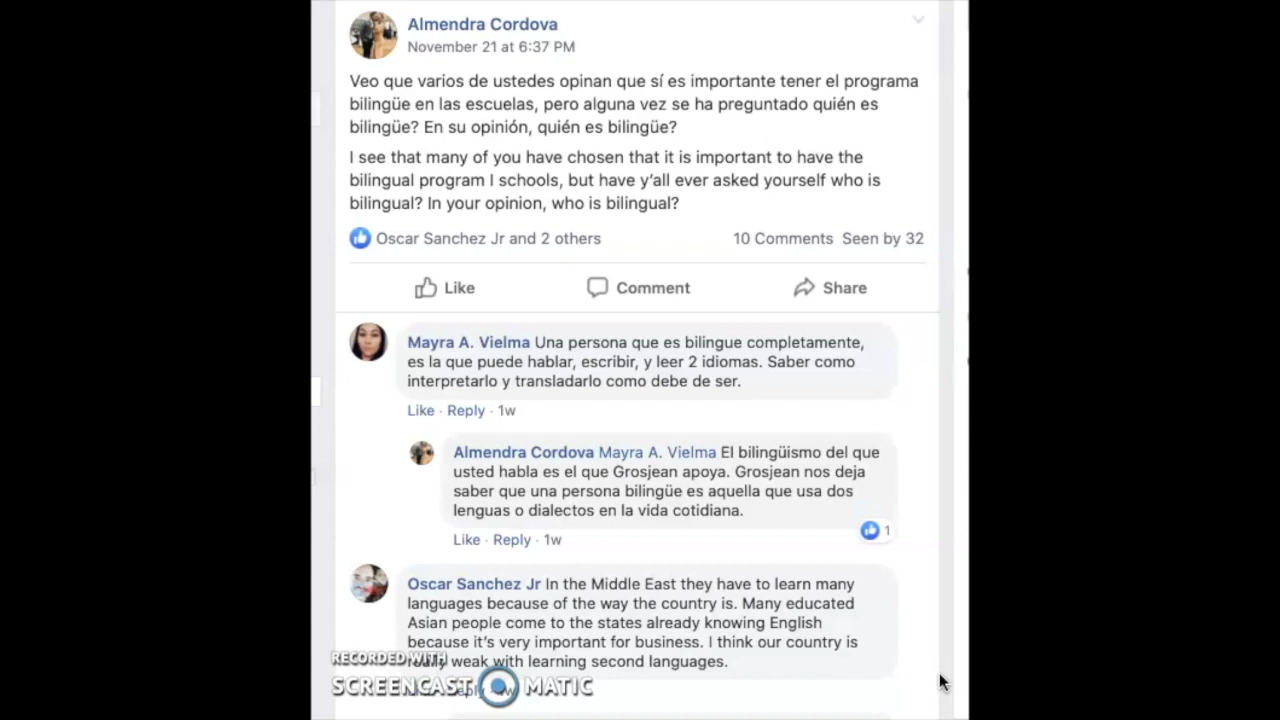 Almendra Cordova
November 21 at 6:37 PM
Veo que varios de ustedes opinan que sí es importante tener el programa
bilingüe en las escuelas, pero alguna vez se ha preguntado quién es
bilingüe? En su opinión, quién es bilingüe?
I see that many of you have chosen that it is important to have the
bilingual program I schools, but have y'all ever asked yourself who is
bilingual? In your opinion, who is bilingual?
Oscar Sanchez Jr and 2 others 10 Comments Seen by 32
Like Comment Share
Mayra A. Vielma Una persona que es bilingue completamente,
es la que puede hablar, escribir, y leer 2 idiomas. Saber como
interpretarlo y transladarlo como debe de ser.
Like · Reply · 1w
Almendra Cordova Mayra A. Vielma El bilingüismo del que
usted habla es el que Grosjean apoya. Grosjean nos deja
saber que una persona bilingüe es aquella que usa dos
lenguas o dialectos en la vida cotidiana.
1
Like · Reply · 1w
Oscar Sanchez Jr In the Middle East they have to learn many
languages because of the way the country is. Many educated
Asian people come to the states already knowing English
because it's very important for business. I think our country is
really weak with learning second languages.
RECORDED WITH
SCREENCAST MATIC